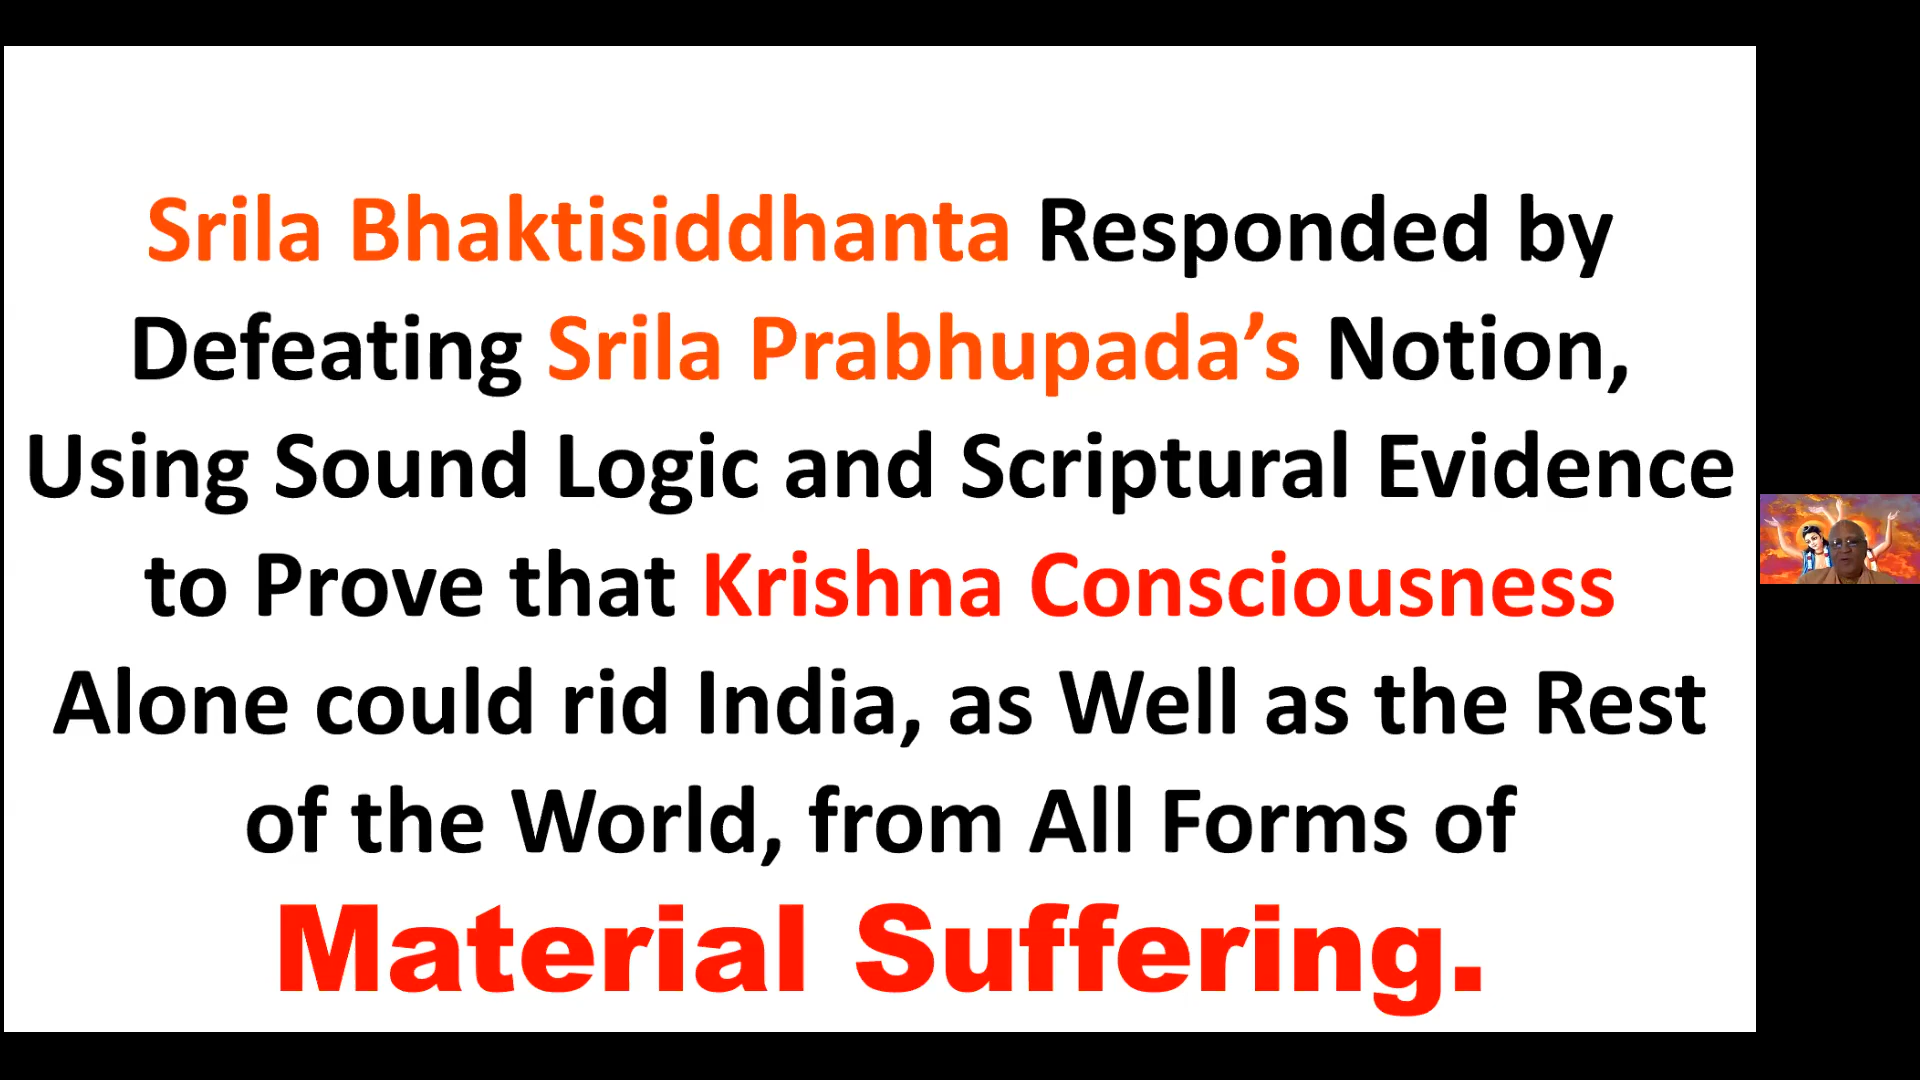 Srila Bhaktisiddhanta Responded by
Defeating Srila Prabhupada’s Notion,
Using Sound Logic and Scriptural Evidence
to Prove that Krishna Consciousness
Alone could rid India, as Well as the Rest
of the World, from All Forms of
Material Suffering.